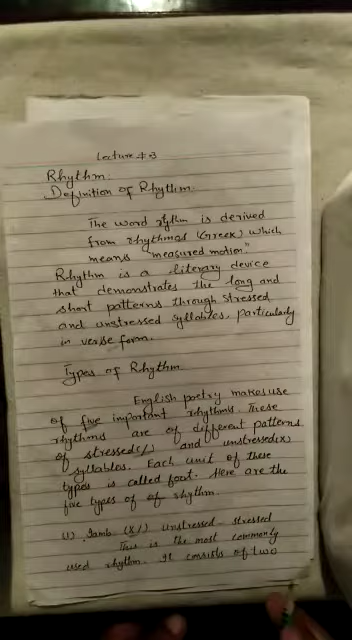 Lecture # 3
Rhythm.
Definition of Rhythm.
The word rythm is derived
from rhythmos (Greek) which
means "measured motion."
Rhythm is a literary device
that demonstrates the long and
short patterns through stressed
and unstressed syllables, particularly
in verse form.
Types of Rhythm
English poetry makes use
of five important rhythms. These
rhythms are of different patterns
of stressed(/) and unstressed(x)
syllables. Each unit of these
types is called foot. Here are the
five types of of rhythm.
(1) Iamb (x/) unstressed - stressed
This is the most commonly
used rhythm. It consists of two